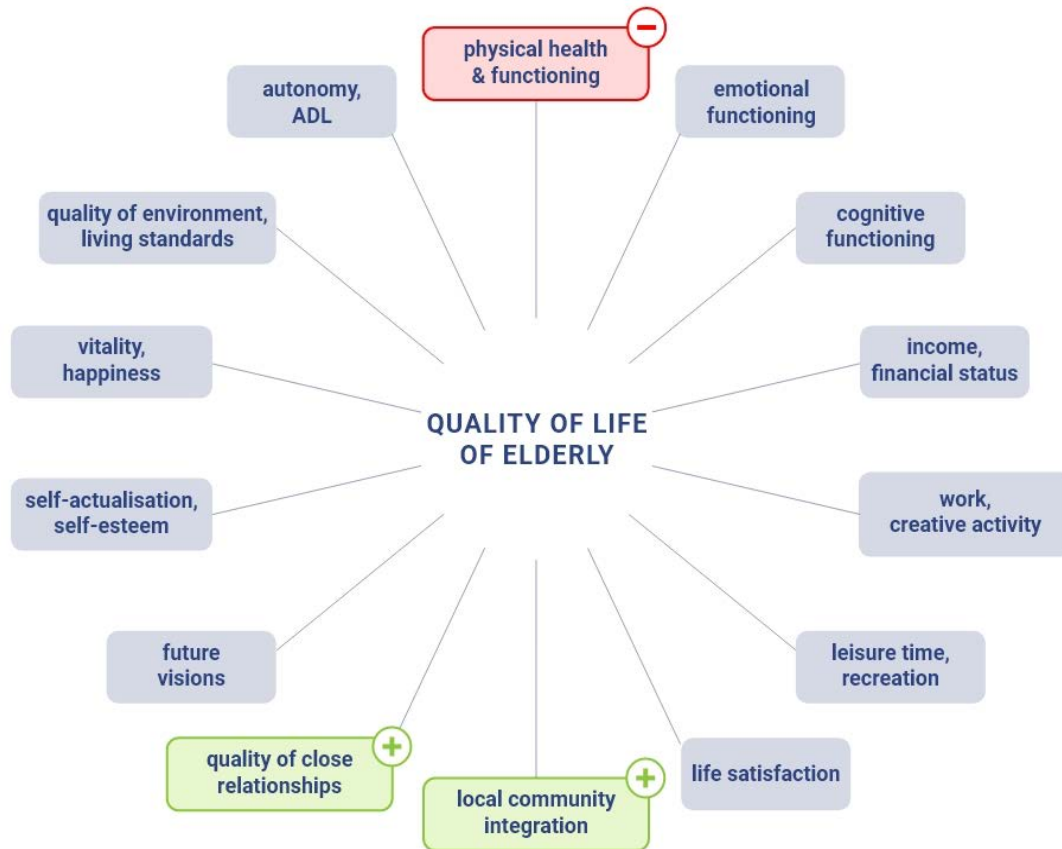 physical health
& functioning
autonomy,
ADL
emotional
functioning
quality of environment,
living standards
cognitive
functioning
vitality,
happiness
income,
financial status
QUALITY OF LIFE
OF ELDERLY
self-actualisation,
self-esteem
work,
creative activity
future
visions
leisure time,
recreation
quality of close
relationships
local community
integration
life satisfaction